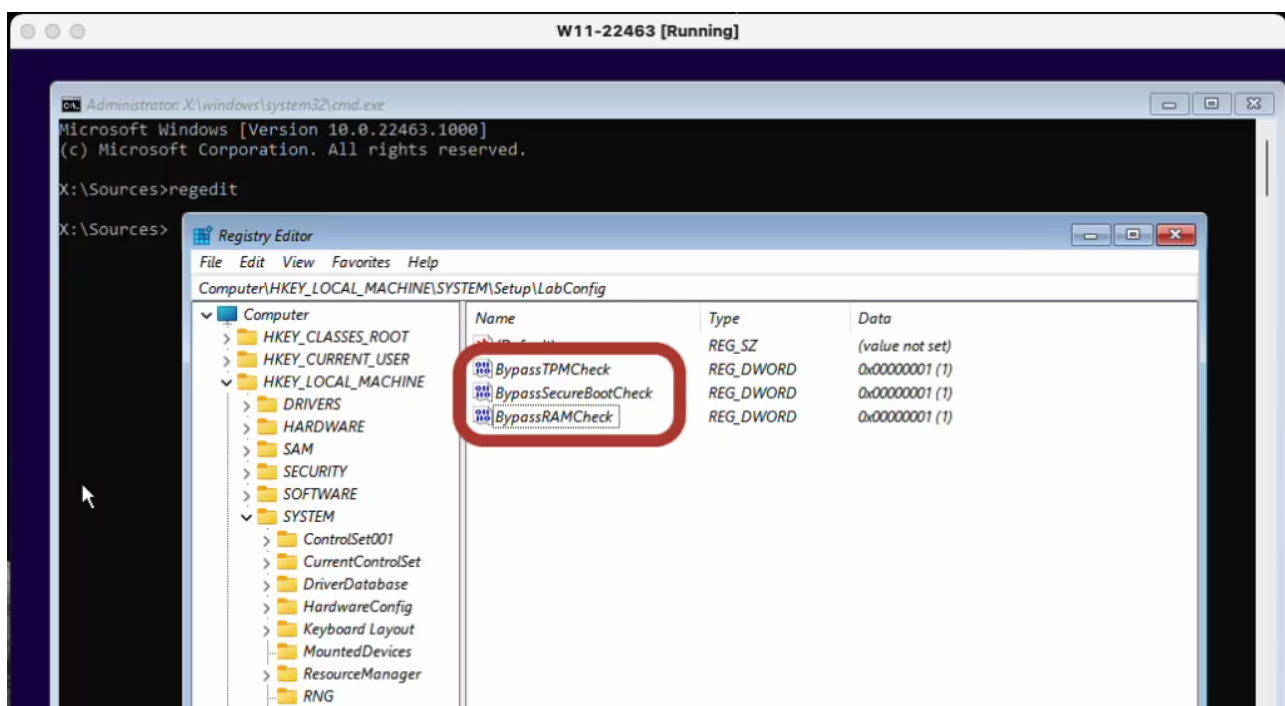 W11-22463 [Running]
Administrator: X:\windows\system32\cmd.exe
Microsoft Windows [Version 10.0.22463.1000]
(c) Microsoft Corporation. All rights reserved.
X:\Sources>regedit
X:\Sources>
Registry Editor
File Edit View Favorites Help
Computer\HKEY_LOCAL_MACHINE\SYSTEM\Setup\LabConfig
Computer
HKEY_CLASSES_ROOT
HKEY_CURRENT_USER
HKEY_LOCAL_MACHINE
DRIVERS
HARDWARE
SAM
SECURITY
SOFTWARE
SYSTEM
ControlSet001
CurrentControlSet
DriverDatabase
HardwareConfig
Keyboard Layout
MountedDevices
ResourceManager
RNG
Name Type Data
(Default) REG_SZ (value not set)
BypassTPMCheck REG_DWORD 0x00000001 (1)
BypassSecureBootCheck REG_DWORD 0x00000001 (1)
BypassRAMCheck REG_DWORD 0x00000001 (1)